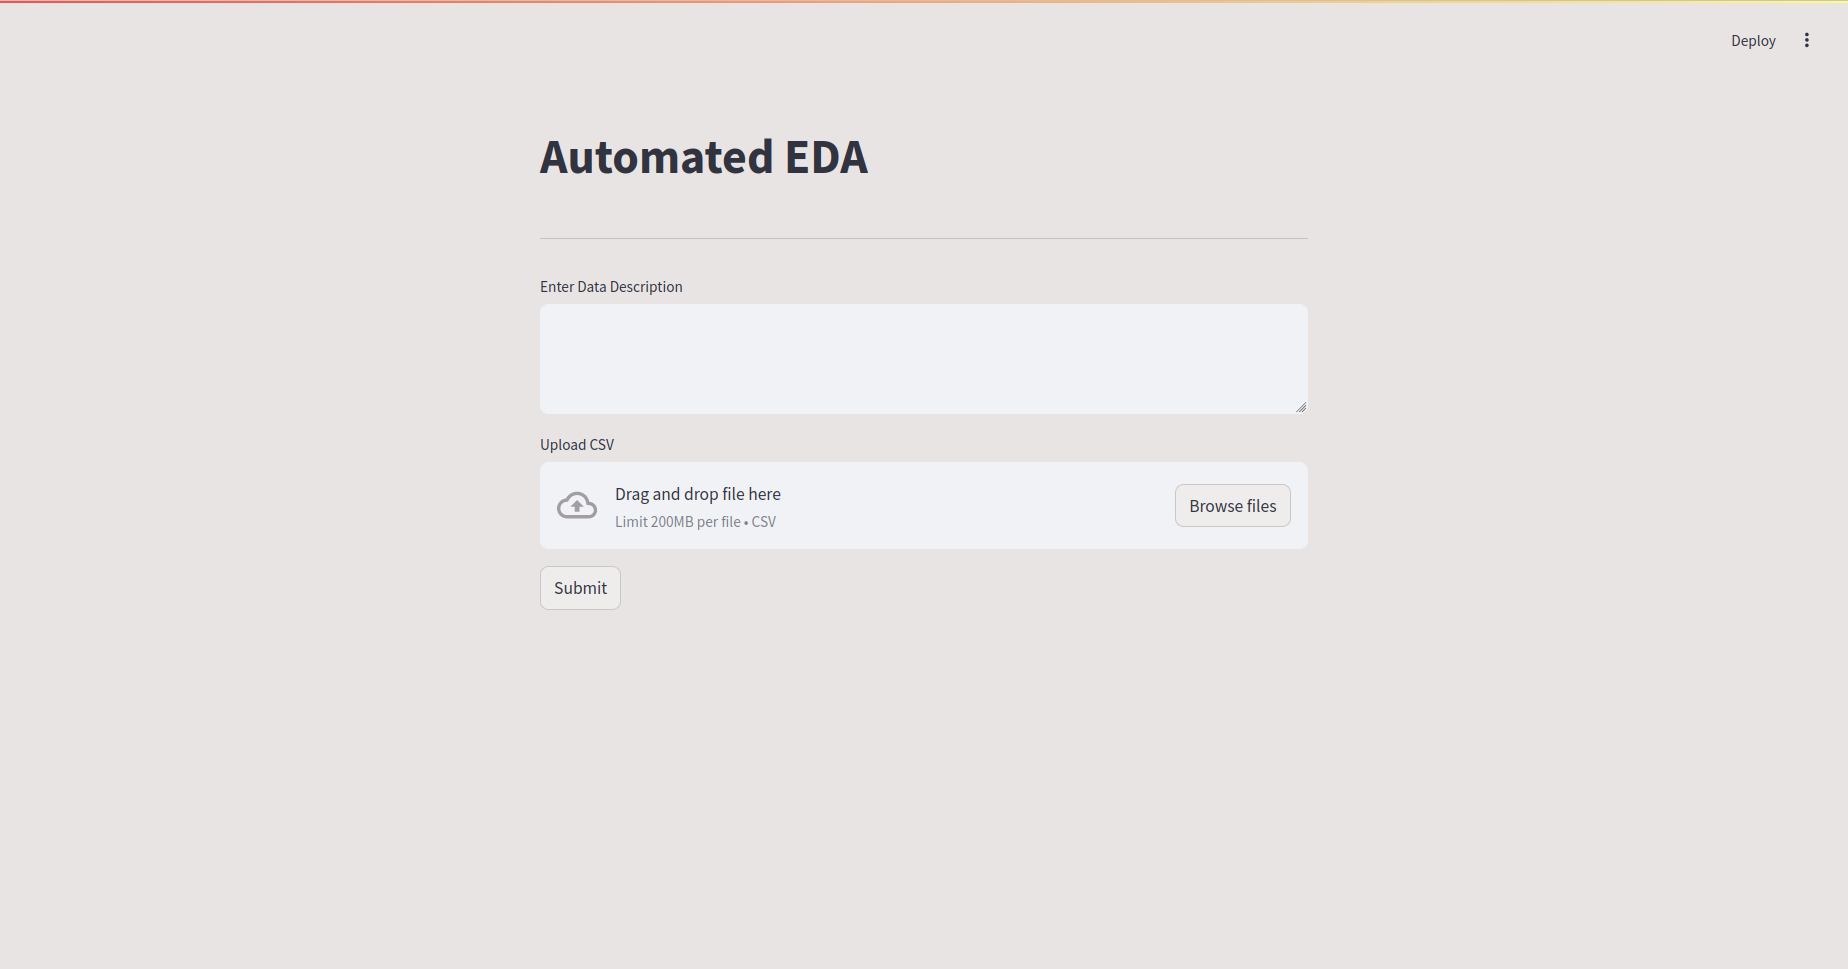 Deploy
Automated EDA
Enter Data Description
Upload CSV
Drag and drop file here
Limit 200MB per file • CSV
Browse files
Submit